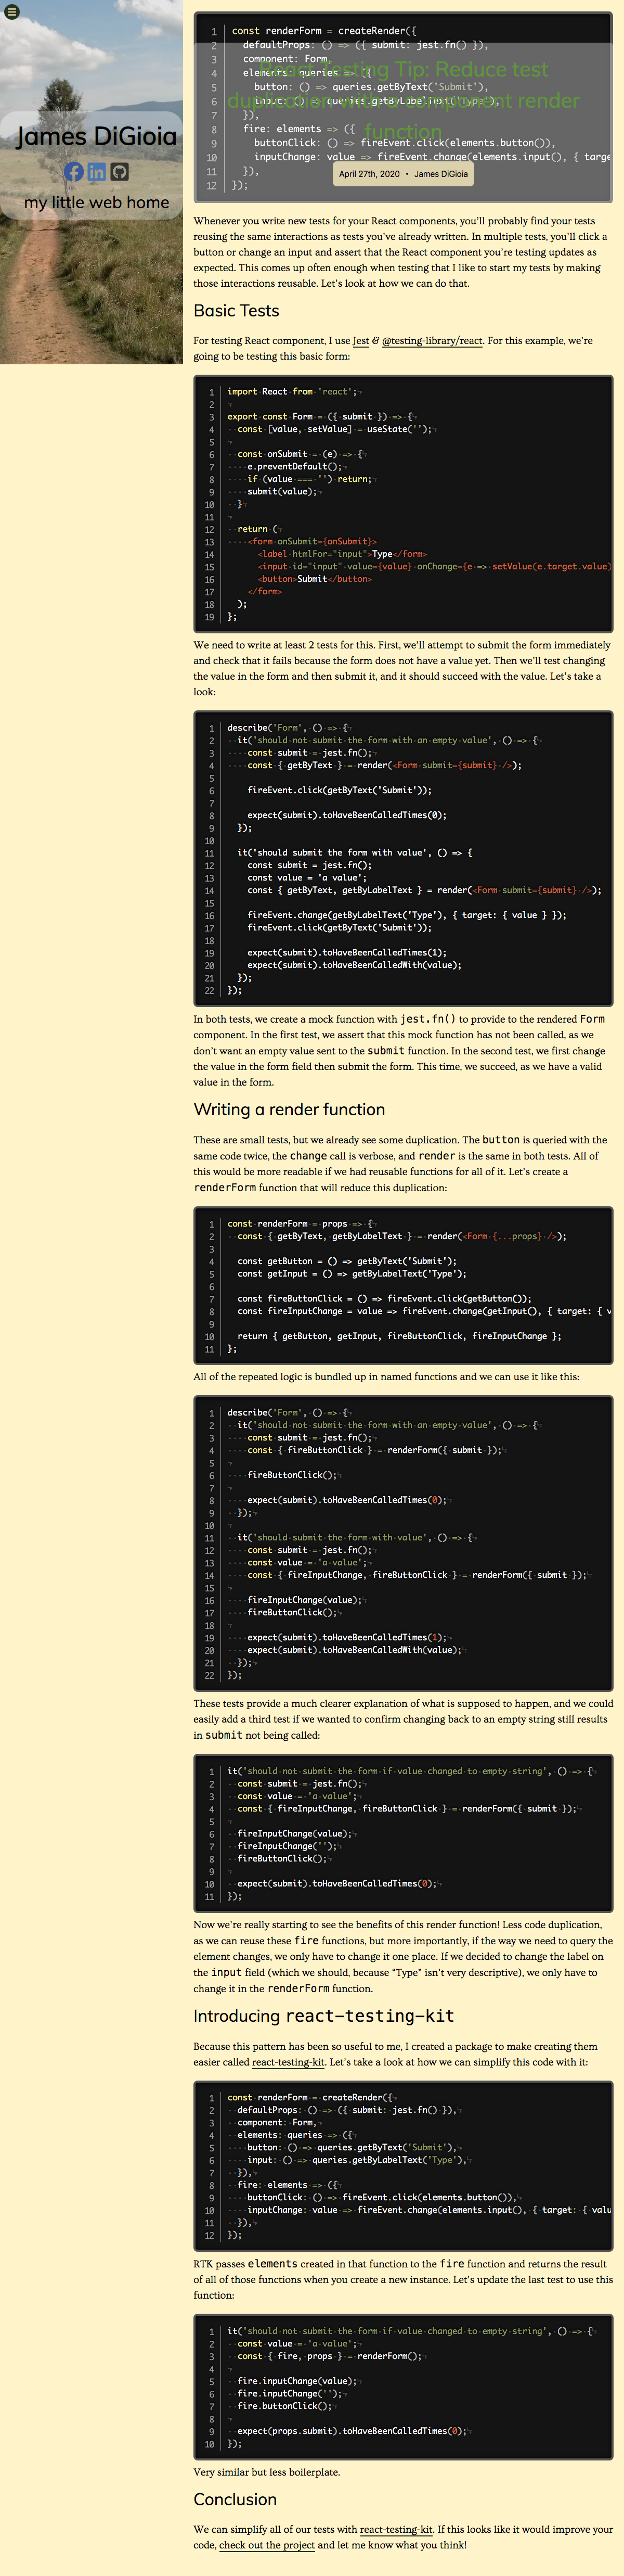 James DiGioia
my little web home
1 const renderForm = createRender({
2 defaultProps: () => ({ submit: jest.fn() }),
3 component: Form,
4 elements: queries => ({
5 button: () => queries.getByText('Submit'),
6 input: () => queries.getByLabelText('Type'),
7 }),
8 fire: elements => ({
9 buttonClick: () => fireEvent.click(elements.button()),
10 inputChange: value => fireEvent.change(elements.input(), { targe
11 }),
12 });
React Testing Tip: Reduce test
duplication with a component render
function
April 27th, 2020 • James DiGioia
Whenever you write new tests for your React components, you'll probably find your tests
reusing the same interactions as tests you've already written. In multiple tests, you'll click a
button or change an input and assert that the React component you're testing updates as
expected. This comes up often enough when testing that I like to start my tests by making
those interactions reusable. Let's look at how we can do that.
Basic Tests
For testing React component, I use Jest & @testing-library/react. For this example, we're
going to be testing this basic form:
1 import React from 'react';
2
3 export const Form = ({ submit }) => {
4 const [value, setValue] = useState('');
5
6 const onSubmit = (e) => {
7 e.preventDefault();
8 if (value === '') return;
9 submit(value);
10 }
11
12 return (
13 <form onSubmit={onSubmit}>
14 <label htmlFor="input">Type</form>
15 <input id="input" value={value} onChange={e => setValue(e.target.value)
16 <button>Submit</button>
17 </form>
18 );
19 };
We need to write at least 2 tests for this. First, we'll attempt to submit the form immediately
and check that it fails because the form does not have a value yet. Then we'll test changing
the value in the form and then submit it, and it should succeed with the value. Let's take a
look:
1 describe('Form', () => {
2 it('should not submit the form with an empty value', () => {
3 const submit = jest.fn();
4 const { getByText } = render(<Form submit={submit} />);
5
6 fireEvent.click(getByText('Submit'));
7
8 expect(submit).toHaveBeenCalledTimes(0);
9 });
10
11 it('should submit the form with value', () => {
12 const submit = jest.fn();
13 const value = 'a value';
14 const { getByText, getByLabelText } = render(<Form submit={submit} />);
15
16 fireEvent.change(getByLabelText('Type'), { target: { value } });
17 fireEvent.click(getByText('Submit'));
18
19 expect(submit).toHaveBeenCalledTimes(1);
20 expect(submit).toHaveBeenCalledWith(value);
21 });
22 });
In both tests, we create a mock function with jest.fn() to provide to the rendered Form
component. In the first test, we assert that this mock function has not been called, as we
don't want an empty value sent to the submit function. In the second test, we first change
the value in the form field then submit the form. This time, we succeed, as we have a valid
value in the form.
Writing a render function
These are small tests, but we already see some duplication. The button is queried with the
same code twice, the change call is verbose, and render is the same in both tests. All of
this would be more readable if we had reusable functions for all of it. Let's create a
renderForm function that will reduce this duplication:
1 const renderForm = props => {
2 const { getByText, getByLabelText } = render(<Form {...props} />);
3
4 const getButton = () => getByText('Submit');
5 const getInput = () => getByLabelText('Type');
6
7 const fireButtonClick = () => fireEvent.click(getButton());
8 const fireInputChange = value => fireEvent.change(getInput(), { target: { v
9
10 return { getButton, getInput, fireButtonClick, fireInputChange };
11 };
All of the repeated logic is bundled up in named functions and we can use it like this:
1 describe('Form', () => {
2 it('should not submit the form with an empty value', () => {
3 const submit = jest.fn();
4 const { fireButtonClick } = renderForm({ submit });
5
6 fireButtonClick();
7
8 expect(submit).toHaveBeenCalledTimes(0);
9 });
10
11 it('should submit the form with value', () => {
12 const submit = jest.fn();
13 const value = 'a value';
14 const { fireInputChange, fireButtonClick } = renderForm({ submit });
15
16 fireInputChange(value);
17 fireButtonClick();
18
19 expect(submit).toHaveBeenCalledTimes(1);
20 expect(submit).toHaveBeenCalledWith(value);
21 });
22 });
These tests provide a much clearer explanation of what is supposed to happen, and we could
easily add a third test if we wanted to confirm changing back to an empty string still results
in submit not being called:
1 it('should not submit the form if value changed to empty string', () => {
2 const submit = jest.fn();
3 const value = 'a value';
4 const { fireInputChange, fireButtonClick } = renderForm({ submit });
5
6 fireInputChange(value);
7 fireInputChange('');
8 fireButtonClick();
9
10 expect(submit).toHaveBeenCalledTimes(0);
11 });
Now we're really starting to see the benefits of this render function! Less code duplication,
as we can reuse these fire functions, but more importantly, if the way we need to query the
element changes, we only have to change it one place. If we decided to change the label on
the input field (which we should, because “Type” isn't very descriptive), we only have to
change it in the renderForm function.
Introducing react-testing-kit
Because this pattern has been so useful to me, I created a package to make creating them
easier called react-testing-kit. Let's take a look at how we can simplify this code with it:
1 const renderForm = createRender({
2 defaultProps: () => ({ submit: jest.fn() }),
3 component: Form,
4 elements: queries => ({
5 button: () => queries.getByText('Submit'),
6 input: () => queries.getByLabelText('Type'),
7 }),
8 fire: elements => ({
9 buttonClick: () => fireEvent.click(elements.button()),
10 inputChange: value => fireEvent.change(elements.input(), { target: { valu
11 }),
12 });
RTK passes elements created in that function to the fire function and returns the result
of all of those functions when you create a new instance. Let's update the last test to use this
function:
1 it('should not submit the form if value changed to empty string', () => {
2 const value = 'a value';
3 const { fire, props } = renderForm();
4
5 fire.inputChange(value);
6 fire.inputChange('');
7 fire.buttonClick();
8
9 expect(props.submit).toHaveBeenCalledTimes(0);
10 });
Very similar but less boilerplate.
Conclusion
We can simplify all of our tests with react-testing-kit. If this looks like it would improve your
code, check out the project and let me know what you think!